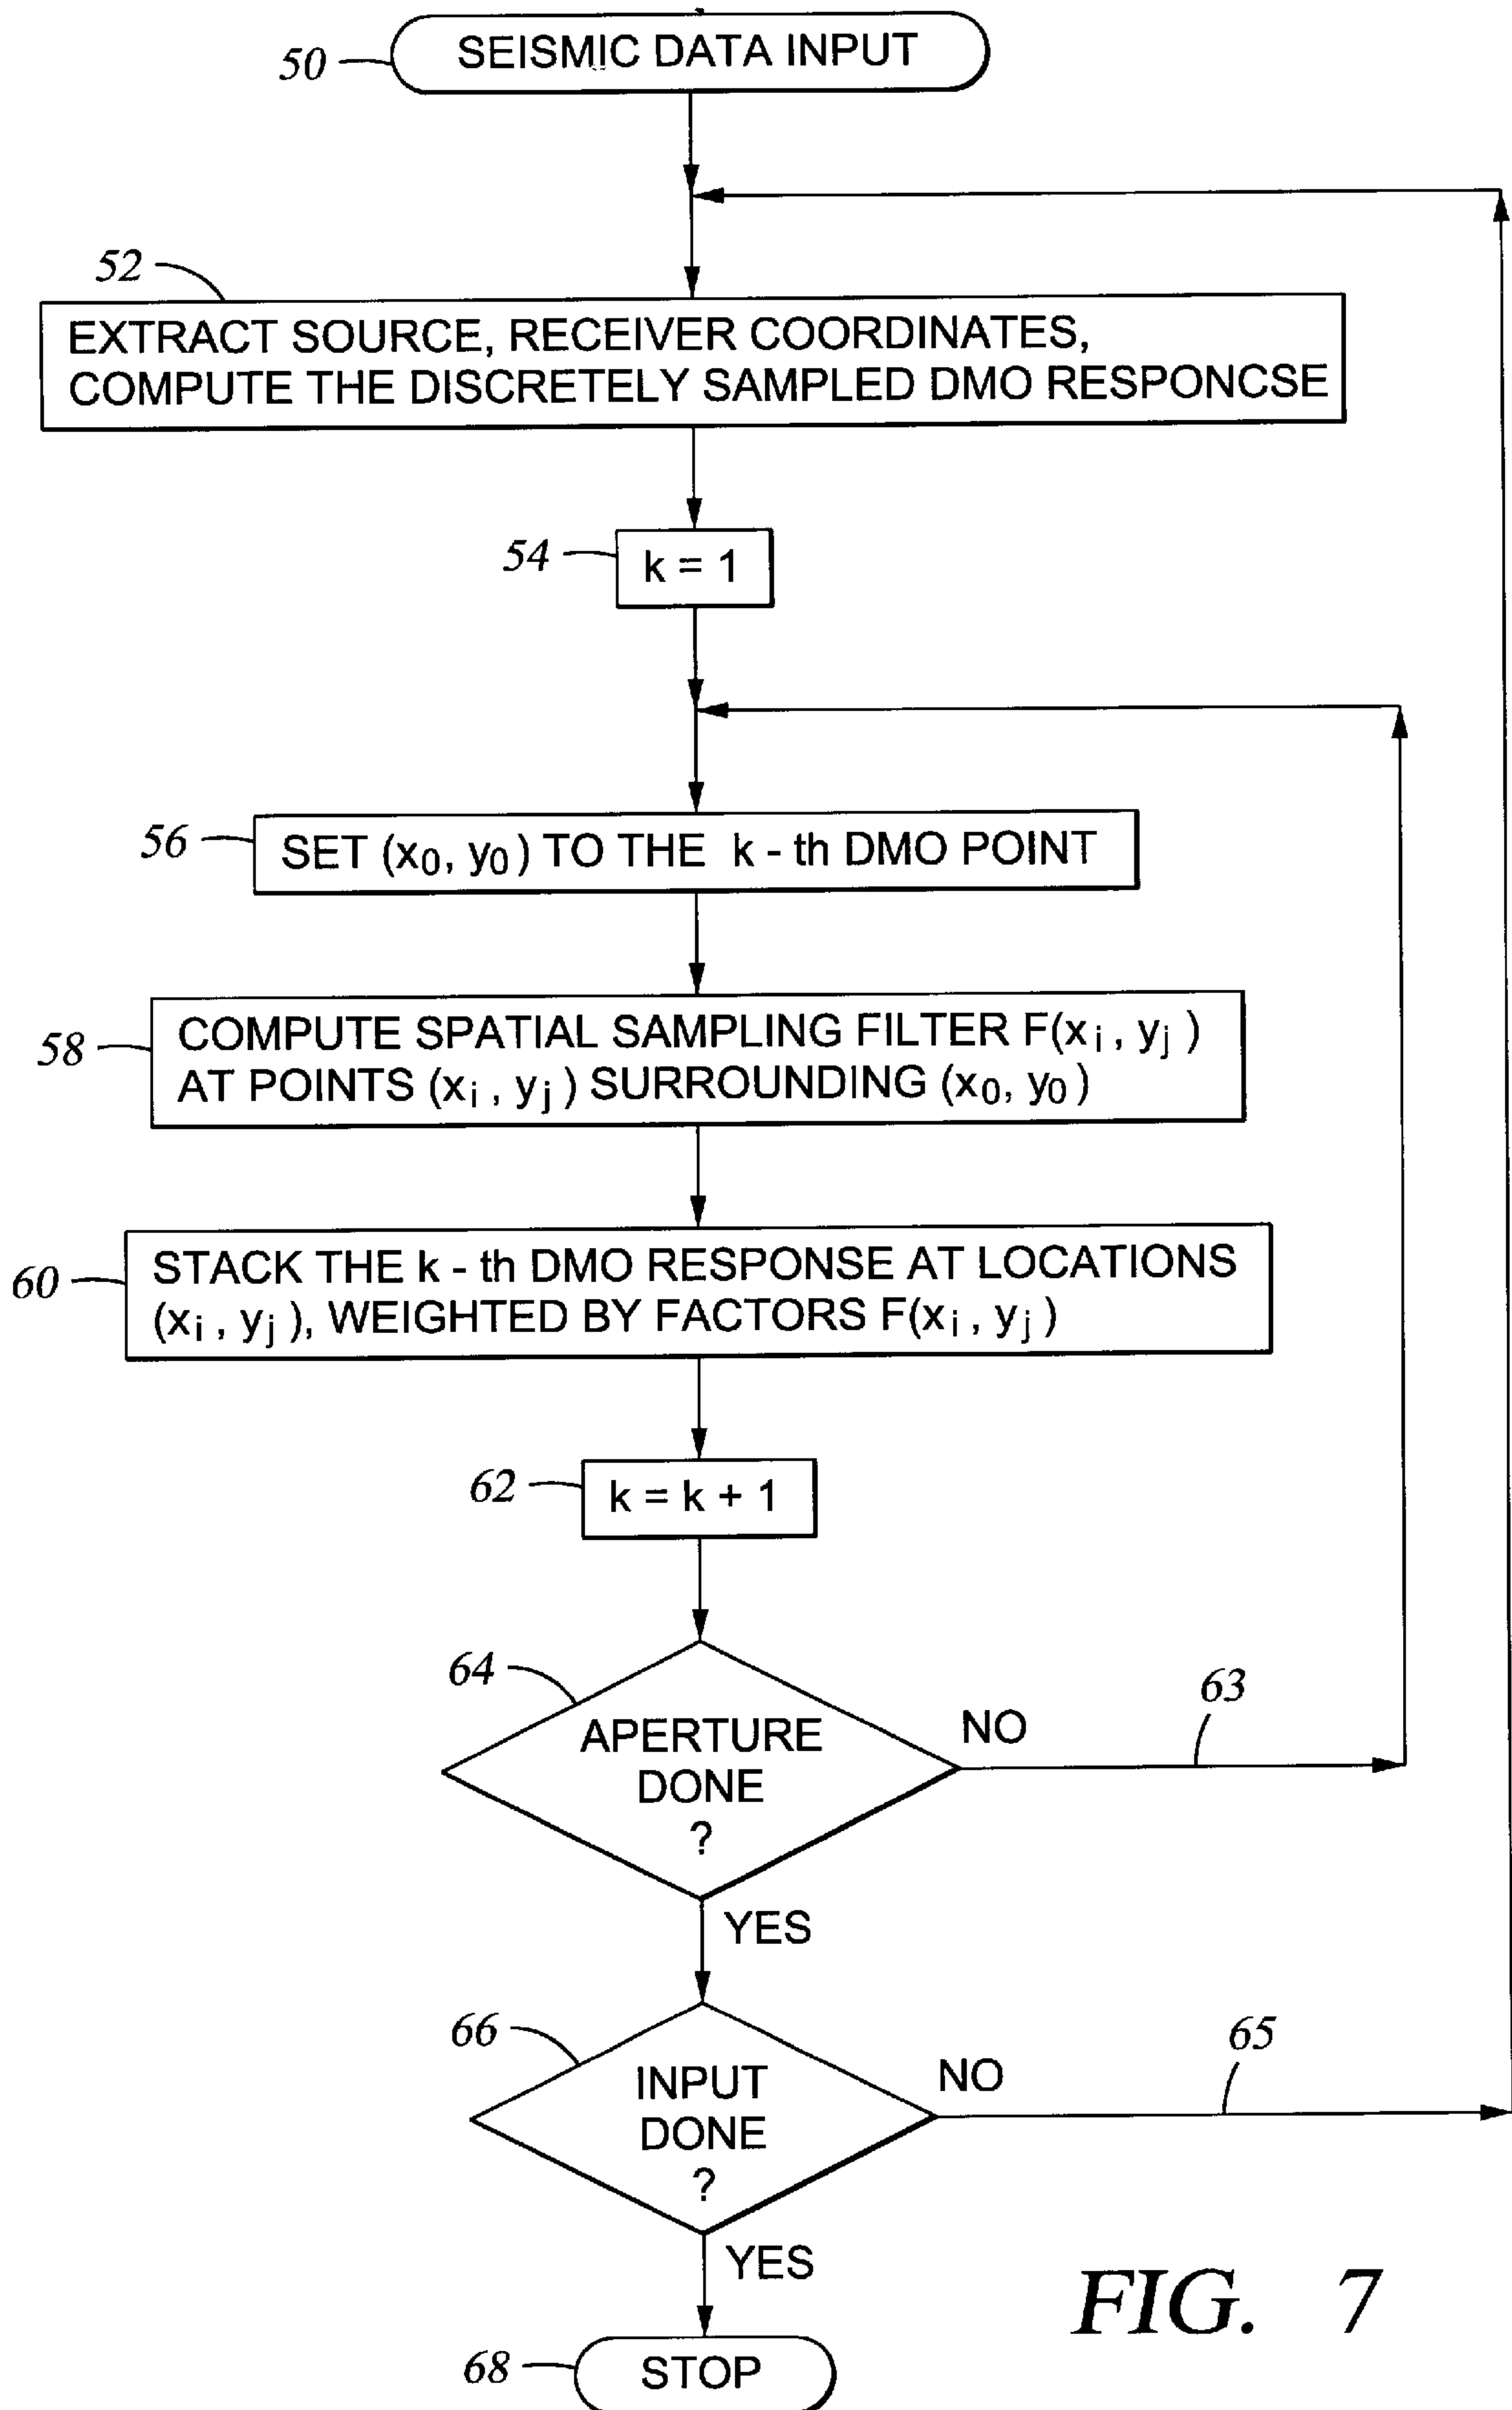 50
SEISMIC DATA INPUT
52
EXTRACT SOURCE, RECEIVER COORDINATES,
COMPUTE THE DISCRETELY SAMPLED DMO RESPONCSE
54
k = 1
56
SET (x₀, y₀) TO THE k - th DMO POINT
58
COMPUTE SPATIAL SAMPLING FILTER F(xᵢ , yⱼ )
AT POINTS (xᵢ , yⱼ ) SURROUNDING (x₀, y₀ )
60
STACK THE k - th DMO RESPONSE AT LOCATIONS
(xᵢ , yⱼ ), WEIGHTED BY FACTORS F(xᵢ , yⱼ )
62
k = k + 1
64
APERTURE
DONE
?
NO
63
YES
66
INPUT
DONE
?
NO
65
YES
68
STOP
FIG. 7